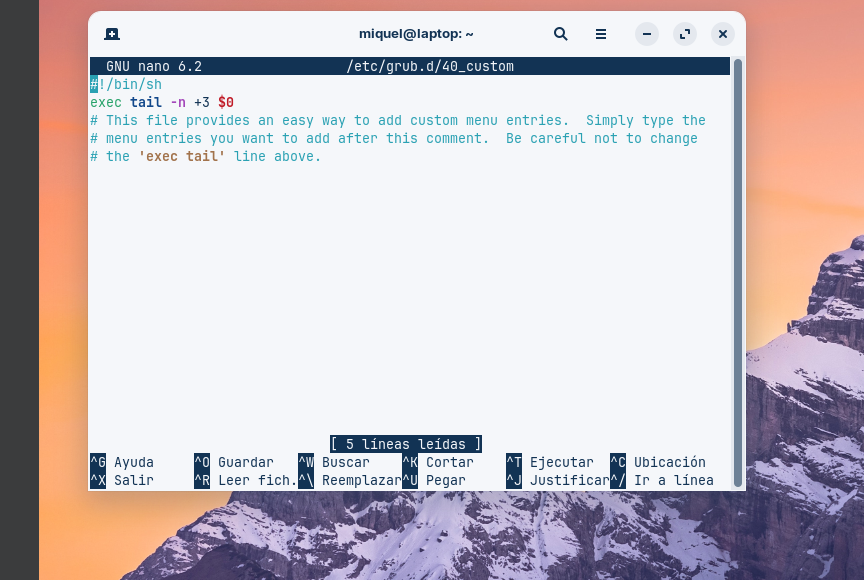 miquel@laptop: ~
GNU nano 6.2 /etc/grub.d/40_custom
#!/bin/sh
exec tail -n +3 $0
# This file provides an easy way to add custom menu entries.  Simply type the
# menu entries you want to add after this comment.  Be careful not to change
# the 'exec tail' line above.
[ 5 líneas leídas ]
^G Ayuda ^O Guardar ^W Buscar ^K Cortar ^T Ejecutar ^C Ubicación
^X Salir ^R Leer fich. ^\ Reemplazar ^U Pegar ^J Justificar ^/ Ir a línea